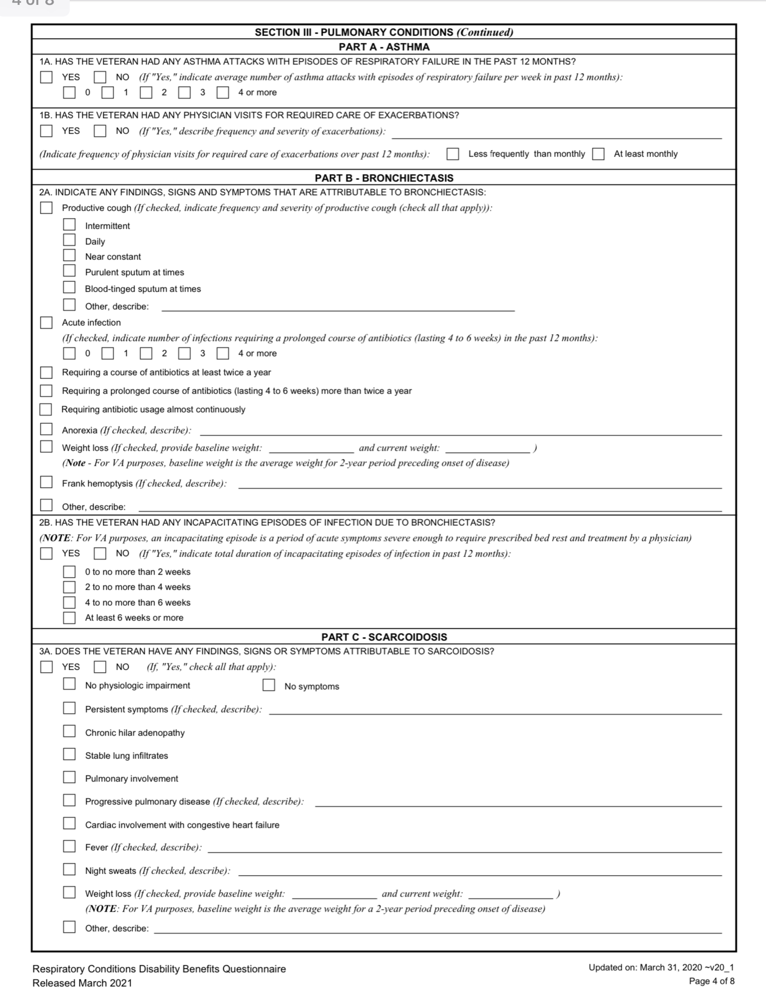 4 of 8
SECTION III - PULMONARY CONDITIONS (Continued)
PART A - ASTHMA
1A. HAS THE VETERAN HAD ANY ASTHMA ATTACKS WITH EPISODES OF RESPIRATORY FAILURE IN THE PAST 12 MONTHS?
YES NO (If "Yes," indicate average number of asthma attacks with episodes of respiratory failure per week in past 12 months):
0 1 2 3 4 or more
1B. HAS THE VETERAN HAD ANY PHYSICIAN VISITS FOR REQUIRED CARE OF EXACERBATIONS?
YES NO (If "Yes," describe frequency and severity of exacerbations):
(Indicate frequency of physician visits for required care of exacerbations over past 12 months): Less frequently than monthly At least monthly
PART B - BRONCHIECTASIS
2A. INDICATE ANY FINDINGS, SIGNS AND SYMPTOMS THAT ARE ATTRIBUTABLE TO BRONCHIECTASIS:
Productive cough (If checked, indicate frequency and severity of productive cough (check all that apply)):
Intermittent
Daily
Near constant
Purulent sputum at times
Blood-tinged sputum at times
Other, describe:
Acute infection
(If checked, indicate number of infections requiring a prolonged course of antibiotics (lasting 4 to 6 weeks) in the past 12 months):
0 1 2 3 4 or more
Requiring a course of antibiotics at least twice a year
Requiring a prolonged course of antibiotics (lasting 4 to 6 weeks) more than twice a year
Requiring antibiotic usage almost continuously
Anorexia (If checked, describe):
Weight loss (If checked, provide baseline weight: and current weight: )
(Note - For VA purposes, baseline weight is the average weight for 2-year period preceding onset of disease)
Frank hemoptysis (If checked, describe):
Other, describe:
2B. HAS THE VETERAN HAD ANY INCAPACITATING EPISODES OF INFECTION DUE TO BRONCHIECTASIS?
(NOTE: For VA purposes, an incapacitating episode is a period of acute symptoms severe enough to require prescribed bed rest and treatment by a physician)
YES NO (If "Yes," indicate total duration of incapacitating episodes of infection in past 12 months):
0 to no more than 2 weeks
2 to no more than 4 weeks
4 to no more than 6 weeks
At least 6 weeks or more
PART C - SCARCOIDOSIS
3A. DOES THE VETERAN HAVE ANY FINDINGS, SIGNS OR SYMPTOMS ATTRIBUTABLE TO SARCOIDOSIS?
YES NO (If, "Yes," check all that apply):
No physiologic impairment No symptoms
Persistent symptoms (If checked, describe):
Chronic hilar adenopathy
Stable lung infiltrates
Pulmonary involvement
Progressive pulmonary disease (If checked, describe):
Cardiac involvement with congestive heart failure
Fever (If checked, describe):
Night sweats (If checked, describe):
Weight loss (If checked, provide baseline weight: and current weight: )
(NOTE: For VA purposes, baseline weight is the average weight for a 2-year period preceding onset of disease)
Other, describe:
Respiratory Conditions Disability Benefits Questionnaire
Released March 2021
Updated on: March 31, 2020 ~v20_1
Page 4 of 8